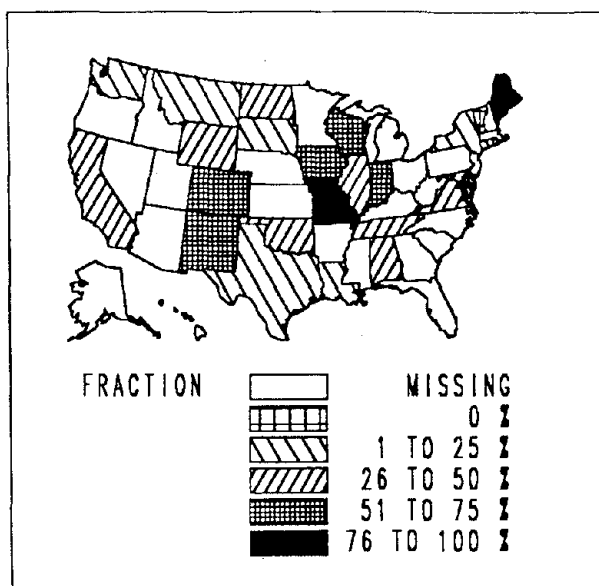 FRACTION MISSING
0 %
1 TO 25 %
26 TO 50 %
51 TO 75 %
76 TO 100 %